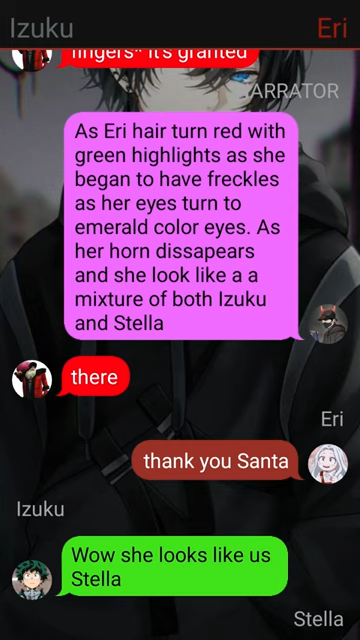 Izuku
Eri
fingers* it's granted
NARRATOR
As Eri hair turn red with
green highlights as she
began to have freckles
as her eyes turn to
emerald color eyes. As
her horn dissapears
and she look like a a
mixture of both Izuku
and Stella
there
Eri
thank you Santa
Izuku
Wow she looks like us
Stella
Stella